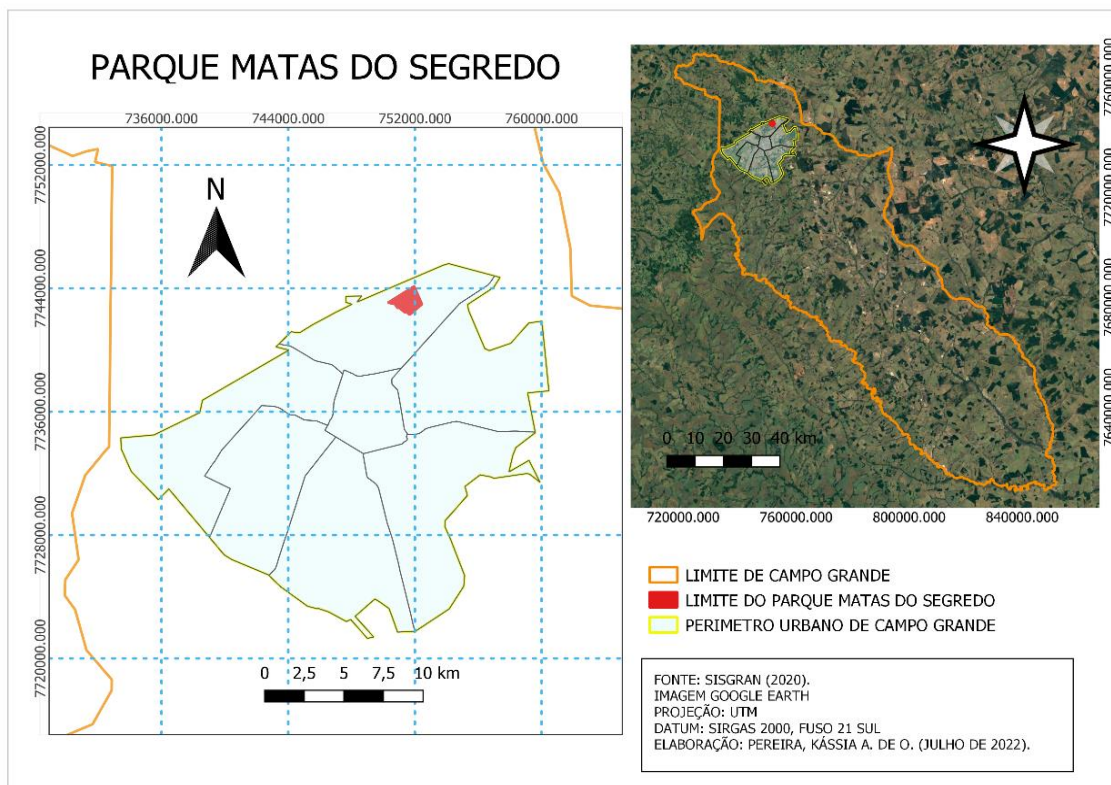 PARQUE MATAS DO SEGREDO
736000.000
744000.000
752000.000
760000.000
7752000.000
7744000.000
7736000.000
7728000.000
7720000.000
N
0 2,5 5 7,5 10 km
7760000.000
7720000.000
7680000.000
7640000.000
0 10 20 30 40 km
720000.000
760000.000
800000.000
840000.000
LIMITE DE CAMPO GRANDE
LIMITE DO PARQUE MATAS DO SEGREDO
PERIMETRO URBANO DE CAMPO GRANDE
FONTE: SISGRAN (2020).
IMAGEM GOOGLE EARTH
PROJEÇÃO: UTM
DATUM: SIRGAS 2000, FUSO 21 SUL
ELABORAÇÃO: PEREIRA, KÁSSIA A. DE O. (JULHO DE 2022).